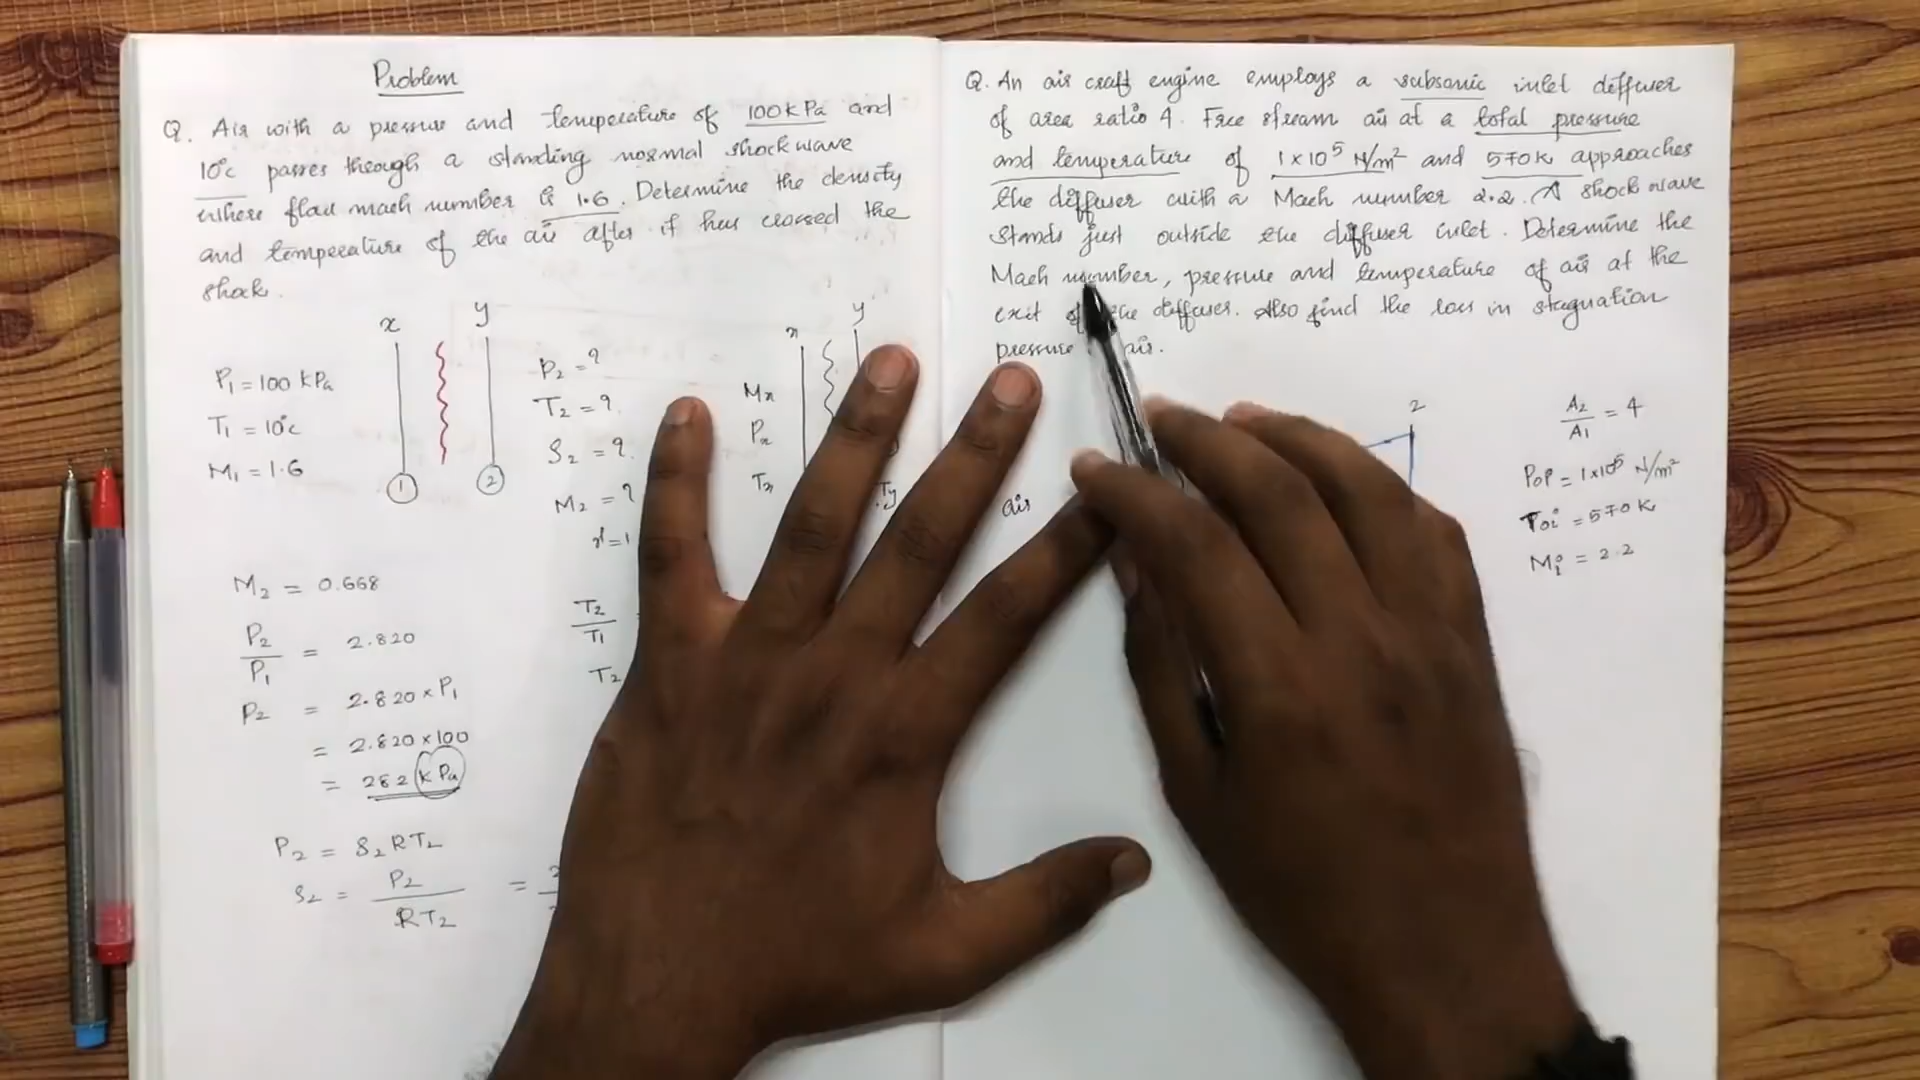 Problem
Q. Air with a pressure and temperature of 100 kPa and
10°c passes through a standing normal shock wave
where flow mach number is 1.6. Determine the density
and temperature of the air after it has crossed the
shock.
x
y
P1 = 100 kPa
T1 = 10°c
M1 = 1.6
1
2
P2 = ?
T2 = ?
S2 = ?
M2 = ?
Mx
Px
Tx
x
y
Ty
M2 = 0.668
P2/P1 = 2.820
P2 = 2.820 × P1
= 2.820×100
= 282 kPa
T2/T1
T2
P2 = S2RT2
S2 = P2/RT2 =
Q. An air craft engine employs a subsonic inlet diffuser
of area ratio 4. Free stream air at a total pressure
and temperature of 1×10⁵ N/m² and 570K approaches
the diffuser with a Mach number 2.2. A shock wave
stands just outside the diffuser inlet. Determine the
Mach number, pressure and temperature of air at the
exit of the diffuser. Also find the loss in stagnation
pressure air.
air
2
A2/A1 = 4
= 1×10⁵ N/m²
Toi = 570 K
Mi = 2.2